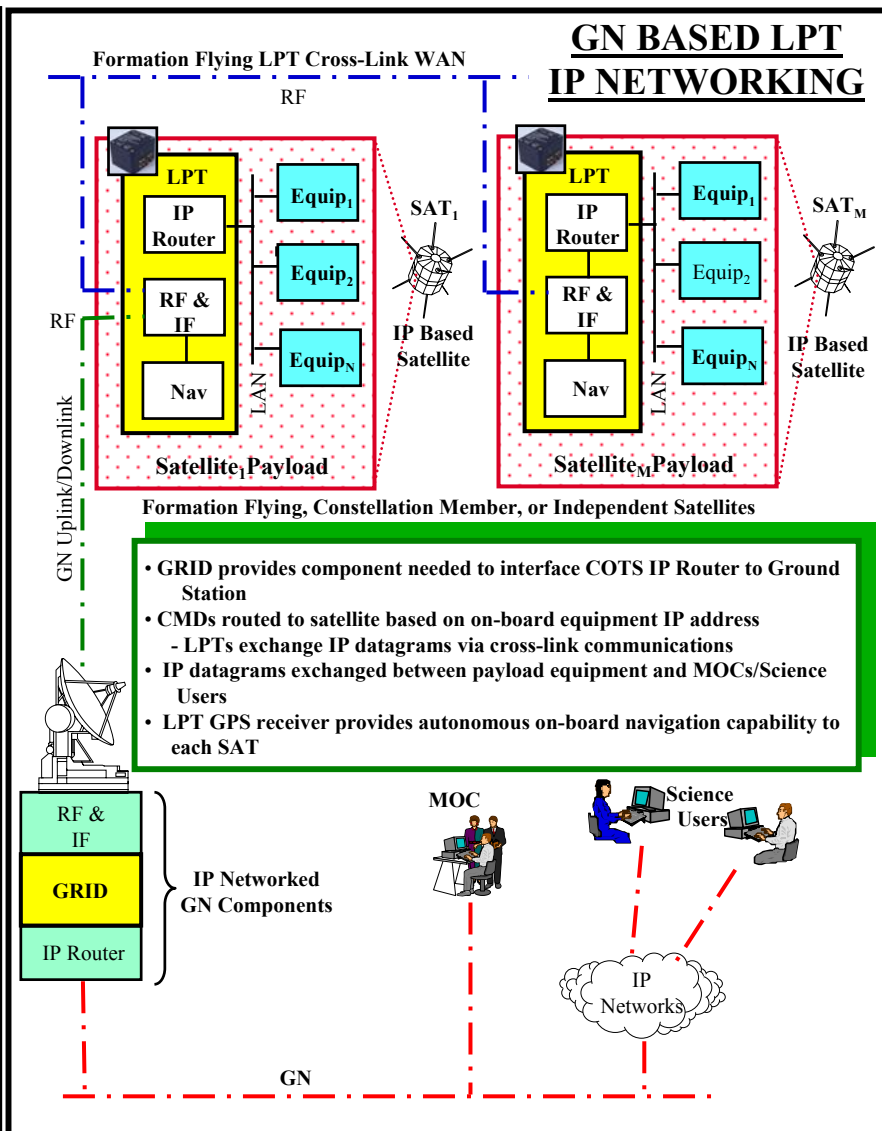 GN BASED LPT
IP NETWORKING
Formation Flying LPT Cross-Link WAN
RF
LPT
IP
Router
RF &
IF
Nav
LAN
Equip1
Equip2
EquipN
SAT1
IP Based
Satellite
Satellite1Payload
LPT
IP
Router
RF &
IF
Nav
LAN
Equip1
Equip2
EquipN
SATM
IP Based
Satellite
SatelliteMPayload
RF
GN Uplink/Downlink
Formation Flying, Constellation Member, or Independent Satellites
• GRID provides component needed to interface COTS IP Router to Ground
Station
• CMDs routed to satellite based on on-board equipment IP address
- LPTs exchange IP datagrams via cross-link communications
• IP datagrams exchanged between payload equipment and MOCs/Science
Users
• LPT GPS receiver provides autonomous on-board navigation capability to
each SAT
RF &
IF
GRID
IP Router
IP Networked
GN Components
MOC
Science
Users
IP
Networks
GN